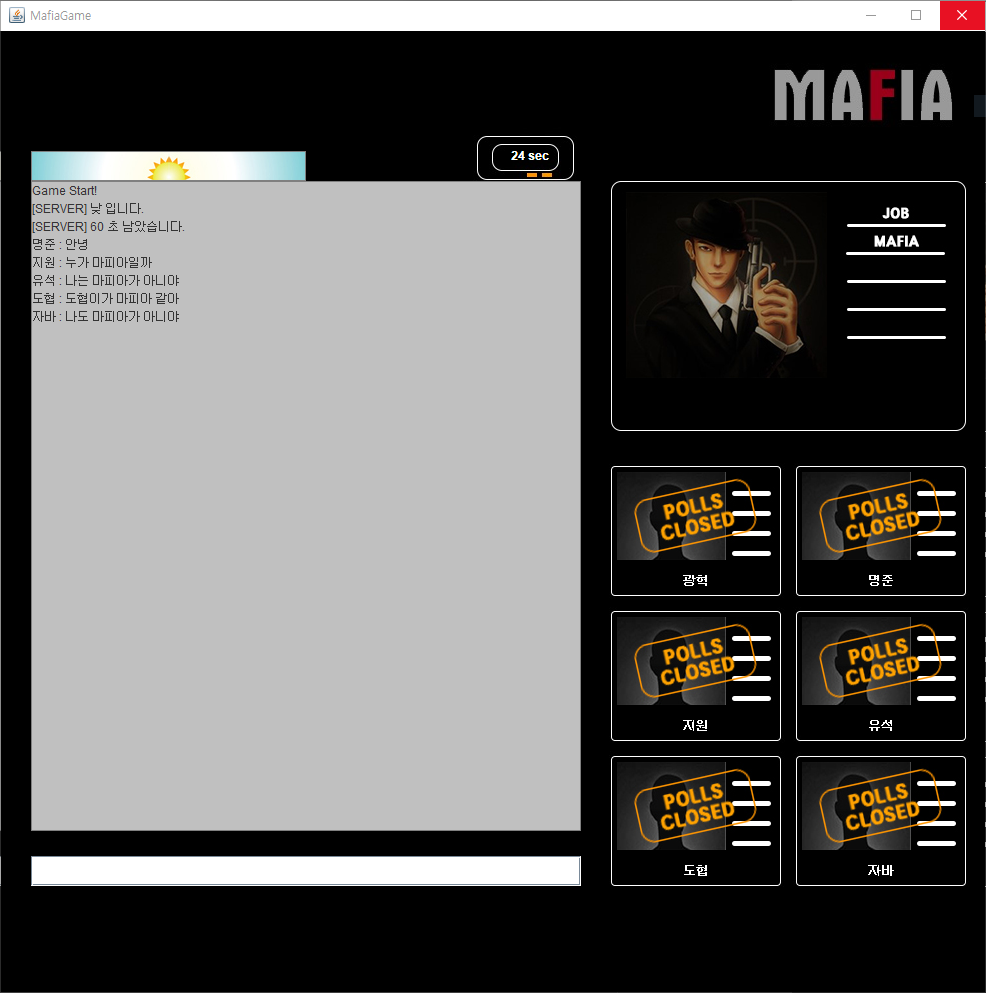 MafiaGame
MAFIA
24 sec
Game Start!
[SERVER] 낮 입니다.
[SERVER] 60 초 남았습니다.
명준 : 안녕
지원 : 누가 마피아일까
유석 : 나는 마피아가 아니야
도협 : 도협이가 마피아 같아
자바 : 나도 마피아가 아니야
JOB
MAFIA
POLLS
CLOSED
광혁
POLLS
CLOSED
명준
POLLS
CLOSED
지원
POLLS
CLOSED
유석
POLLS
CLOSED
도협
POLLS
CLOSED
자바